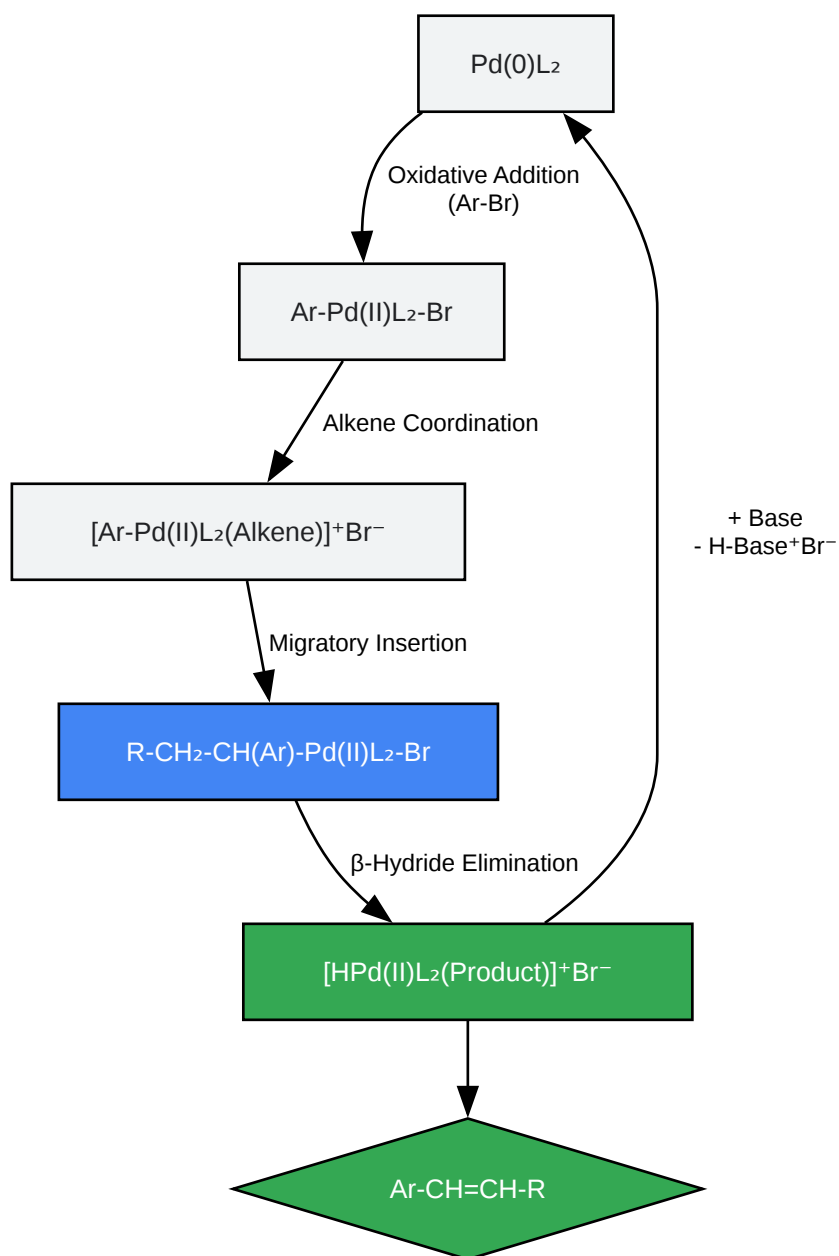 Pd(0)L₂
Oxidative Addition
(Ar-Br)
Ar-Pd(II)L₂-Br
Alkene Coordination
[Ar-Pd(II)L₂(Alkene)]⁺Br⁻
+ Base
- H-Base⁺Br⁻
Migratory Insertion
R-CH₂-CH(Ar)-Pd(II)L₂-Br
β-Hydride Elimination
[HPd(II)L₂(Product)]⁺Br⁻
Ar-CH=CH-R